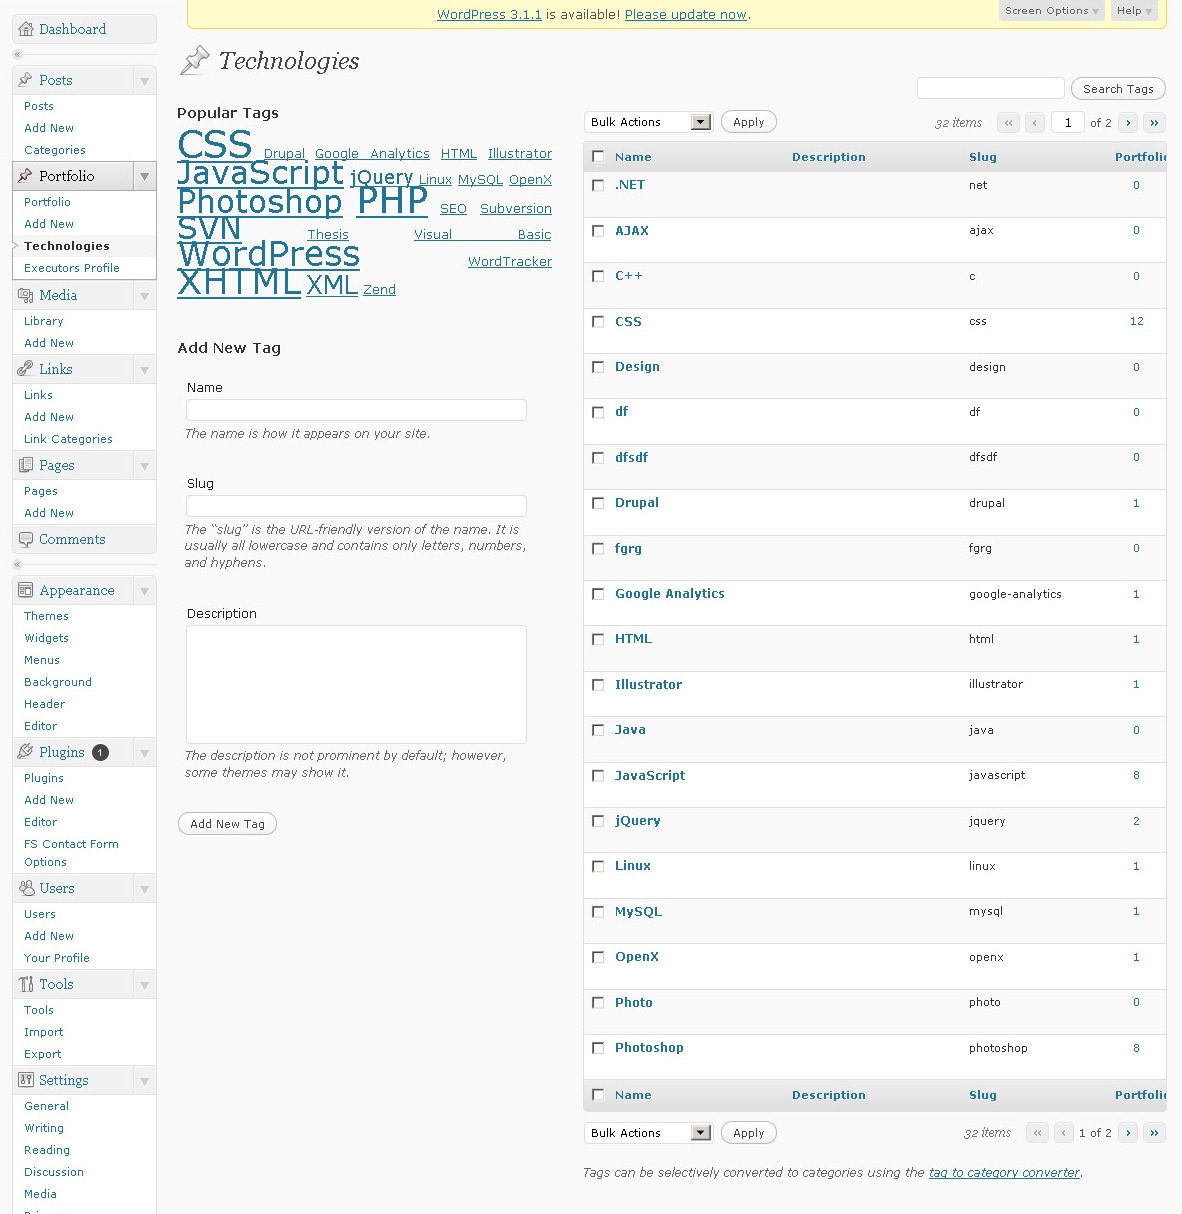 WordPress 3.1.1 is available! Please update now.
Screen Options
Help
Dashboard
Posts
Posts
Add New
Categories
Portfolio
Portfolio
Add New
Technologies
Executors Profile
Media
Library
Add New
Links
Links
Add New
Link Categories
Pages
Pages
Add New
Comments
Appearance
Themes
Widgets
Menus
Background
Header
Editor
Plugins 1
Plugins
Add New
Editor
FS Contact Form
Options
Users
Users
Add New
Your Profile
Tools
Tools
Import
Export
Settings
General
Writing
Reading
Discussion
Media
Technologies
Popular Tags
CSS Drupal Google Analytics HTML Illustrator
JavaScript jQuery Linux MySQL OpenX
Photoshop PHP SEO Subversion
SVN Thesis Visual Basic
WordPress WordTracker
XHTML XML Zend
Add New Tag
Name
The name is how it appears on your site.
Slug
The “slug” is the URL-friendly version of the name. It is
usually all lowercase and contains only letters, numbers,
and hyphens.
Description
The description is not prominent by default; however,
some themes may show it.
Add New Tag
Search Tags
Bulk Actions Apply 32 items « ‹ 1 of 2 › »
Name Description Slug Portfolio
.NET net 0
AJAX ajax 0
C++ c 0
CSS css 12
Design design 0
df df 0
dfsdf dfsdf 0
Drupal drupal 1
fgrg fgrg 0
Google Analytics google-analytics 1
HTML html 1
Illustrator illustrator 1
Java java 0
JavaScript javascript 8
jQuery jquery 2
Linux linux 1
MySQL mysql 1
OpenX openx 1
Photo photo 0
Photoshop photoshop 8
Name Description Slug Portfolio
Bulk Actions Apply 32 items « ‹ 1 of 2 › »
Tags can be selectively converted to categories using the tag to category converter.